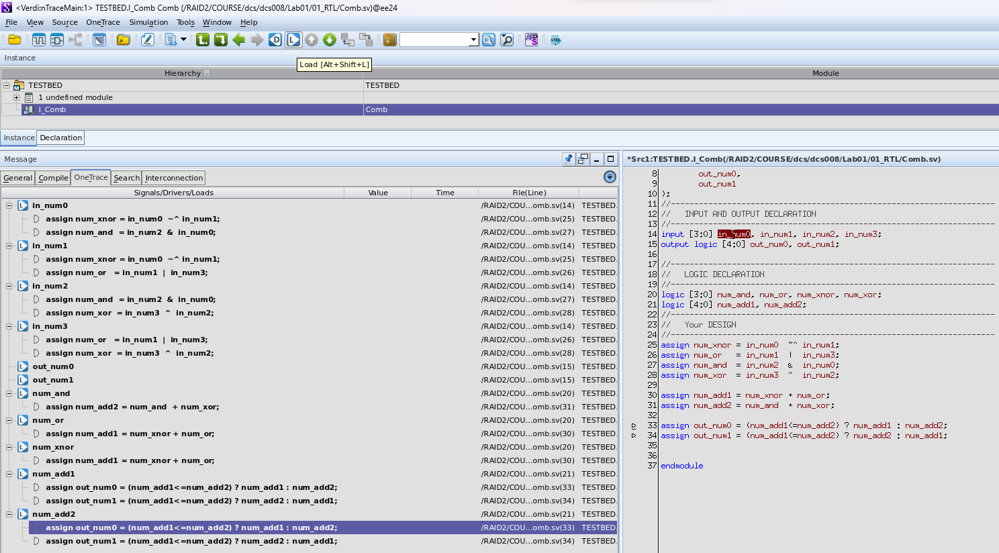 <Verdi:nTraceMain:1> TESTBED.I_Comb Comb (/RAID2/COURSE/dcs/dcs008/Lab01/01_RTL/Comb.sv)@ee24
File View Source OneTrace Simulation Tools Window Help
Load [Alt+Shift+L]
Instance
Hierarchy Module
TESTBED TESTBED
1 undefined module
I_Comb Comb
Instance Declaration
Message
General Compile OneTrace Search Interconnection
Signals/Drivers/Loads Value Time File(Line)
in_num0 /RAID2/COU...omb.sv(14) TESTBED.
assign num_xnor = in_num0 ~^ in_num1; /RAID2/COU...omb.sv(25) TESTBED.
assign num_and = in_num2 & in_num0; /RAID2/COU...omb.sv(27) TESTBED.
in_num1 /RAID2/COU...omb.sv(14) TESTBED.
assign num_xnor = in_num0 ~^ in_num1; /RAID2/COU...omb.sv(25) TESTBED.
assign num_or = in_num1 | in_num3; /RAID2/COU...omb.sv(26) TESTBED.
in_num2 /RAID2/COU...omb.sv(14) TESTBED.
assign num_and = in_num2 & in_num0; /RAID2/COU...omb.sv(27) TESTBED.
assign num_xor = in_num3 ^ in_num2; /RAID2/COU...omb.sv(28) TESTBED.
in_num3 /RAID2/COU...omb.sv(14) TESTBED.
assign num_or = in_num1 | in_num3; /RAID2/COU...omb.sv(26) TESTBED.
assign num_xor = in_num3 ^ in_num2; /RAID2/COU...omb.sv(28) TESTBED.
out_num0 /RAID2/COU...omb.sv(15) TESTBED.
out_num1 /RAID2/COU...omb.sv(15) TESTBED.
num_and /RAID2/COU...omb.sv(20) TESTBED.
assign num_add2 = num_and + num_xor; /RAID2/COU...omb.sv(31) TESTBED.
num_or /RAID2/COU...omb.sv(20) TESTBED.
assign num_add1 = num_xnor + num_or; /RAID2/COU...omb.sv(30) TESTBED.
num_xnor /RAID2/COU...omb.sv(20) TESTBED.
assign num_add1 = num_xnor + num_or; /RAID2/COU...omb.sv(30) TESTBED.
num_add1 /RAID2/COU...omb.sv(21) TESTBED.
assign out_num0 = (num_add1<=num_add2) ? num_add1 : num_add2; /RAID2/COU...omb.sv(33) TESTBED.
assign out_num1 = (num_add1<=num_add2) ? num_add2 : num_add1; /RAID2/COU...omb.sv(34) TESTBED.
num_add2 /RAID2/COU...omb.sv(21) TESTBED.
assign out_num0 = (num_add1<=num_add2) ? num_add1 : num_add2; /RAID2/COU...omb.sv(33) TESTBED.
assign out_num1 = (num_add1<=num_add2) ? num_add2 : num_add1; /RAID2/COU...omb.sv(34) TESTBED.
*Src1:TESTBED.I_Comb(/RAID2/COURSE/dcs/dcs008/Lab01/01_RTL/Comb.sv)
8 out_num0,
9 out_num1
10 );
11 //---------------------------------------------------------------------
12 // INPUT AND OUTPUT DECLARATION
13 //---------------------------------------------------------------------
14 input [3:0] in_num0, in_num1, in_num2, in_num3;
15 output logic [4:0] out_num0, out_num1;
16
17 //---------------------------------------------------------------------
18 // LOGIC DECLARATION
19 //---------------------------------------------------------------------
20 logic [3:0] num_and, num_or, num_xnor, num_xor;
21 logic [4:0] num_add1, num_add2;
22 //---------------------------------------------------------------------
23 // Your DESIGN
24 //---------------------------------------------------------------------
25 assign num_xnor = in_num0 ~^ in_num1;
26 assign num_or = in_num1 | in_num3;
27 assign num_and = in_num2 & in_num0;
28 assign num_xor = in_num3 ^ in_num2;
29
30 assign num_add1 = num_xnor + num_or;
31 assign num_add2 = num_and + num_xor;
32
33 assign out_num0 = (num_add1<=num_add2) ? num_add1 : num_add2;
34 assign out_num1 = (num_add1<=num_add2) ? num_add2 : num_add1;
35
36
37 endmodule